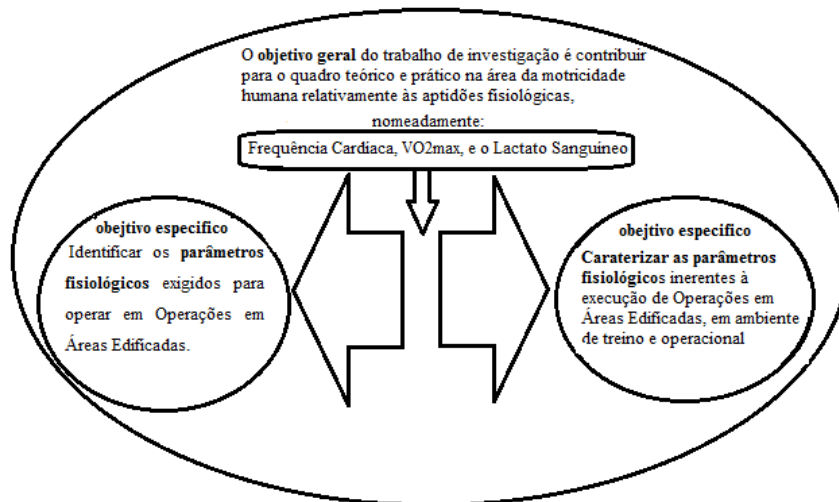 O objetivo geral do trabalho de investigação é contribuir
para o quadro teórico e prático na área da motricidade
humana relativamente às aptidões fisiológicas,
nomeadamente:
Frequência Cardíaca, VO2max, e o Lactato Sanguíneo
obejtivo especifico
Identificar os parâmetros
fisiológicos exigidos para
operar em Operações em
Áreas Edificadas.
obejtivo especifico
Caraterizar as parâmetros
fisiológicos inerentes à
execução de Operações em
Áreas Edificadas, em ambiente
de treino e operacional